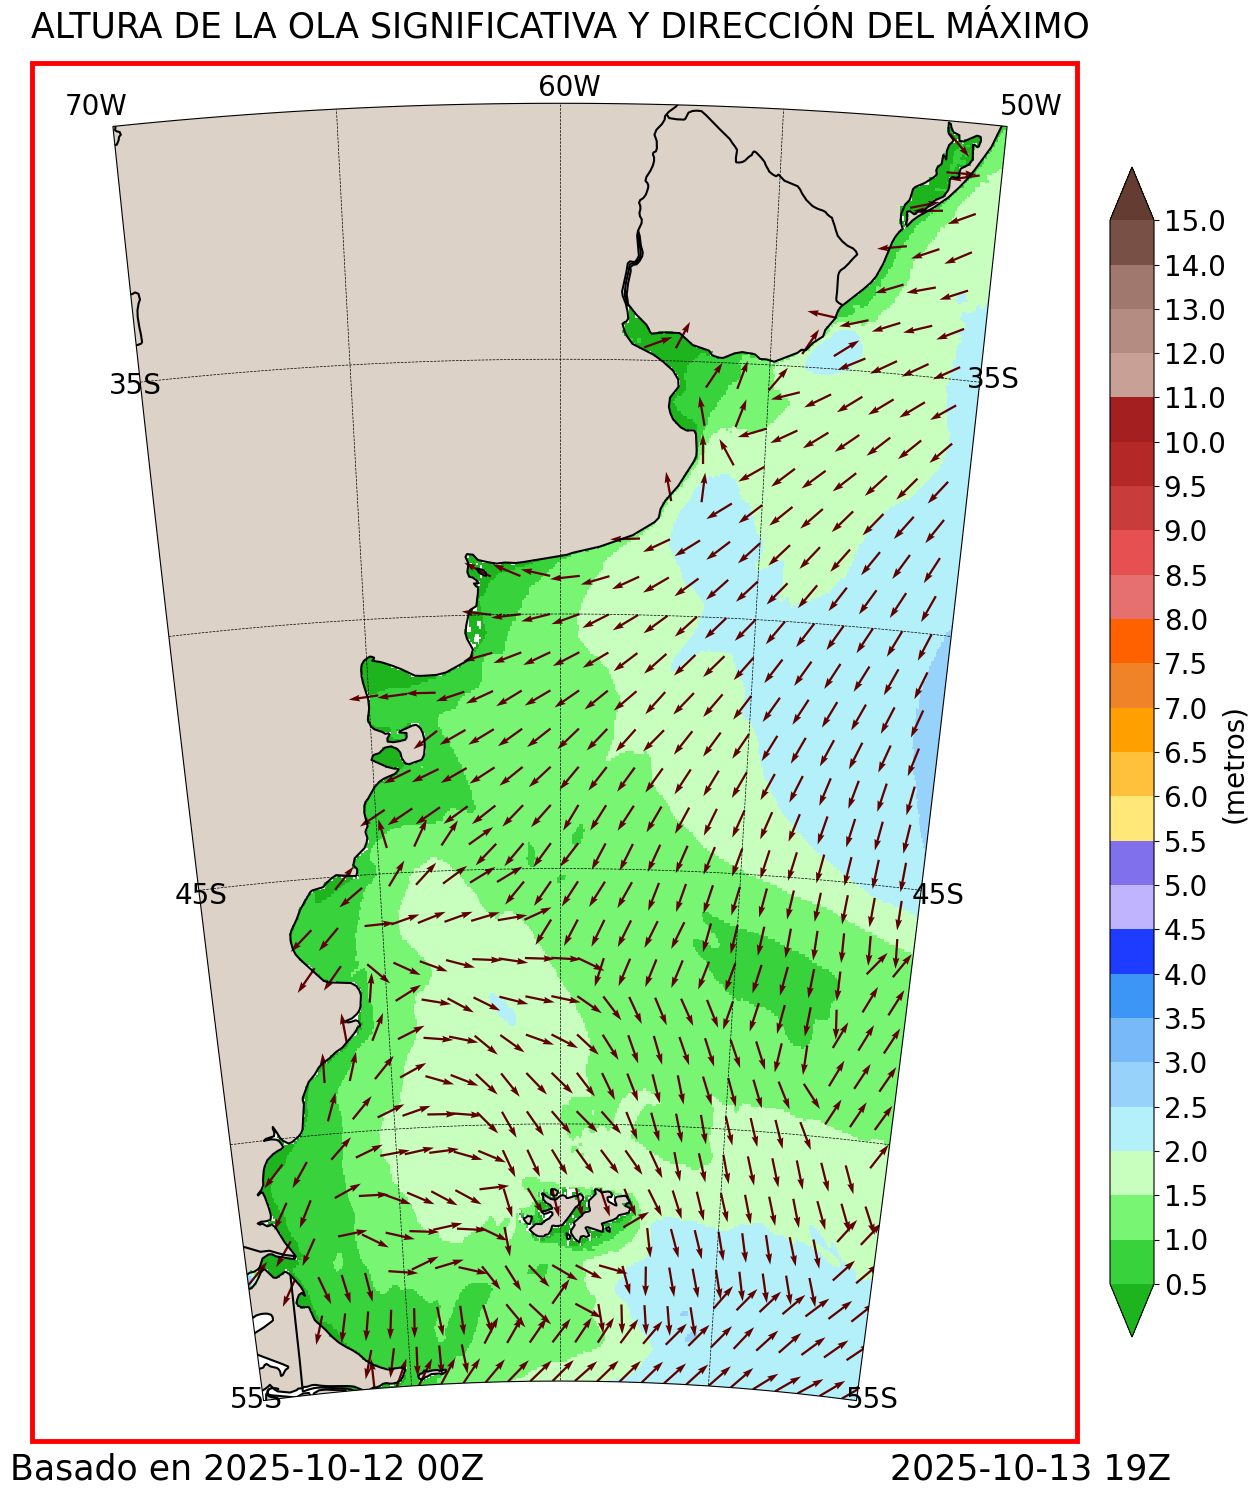 ALTURA DE LA OLA SIGNIFICATIVA Y DIRECCIÓN DEL MÁXIMO
70W
60W
50W
35S
35S
45S
45S
55S
55S
15.0
14.0
13.0
12.0
11.0
10.0
9.5
9.0
8.5
8.0
7.5
7.0
6.5
6.0
5.5
5.0
4.5
4.0
3.5
3.0
2.5
2.0
1.5
1.0
0.5
(metros)
Basado en 2025-10-12 00Z
2025-10-13 19Z